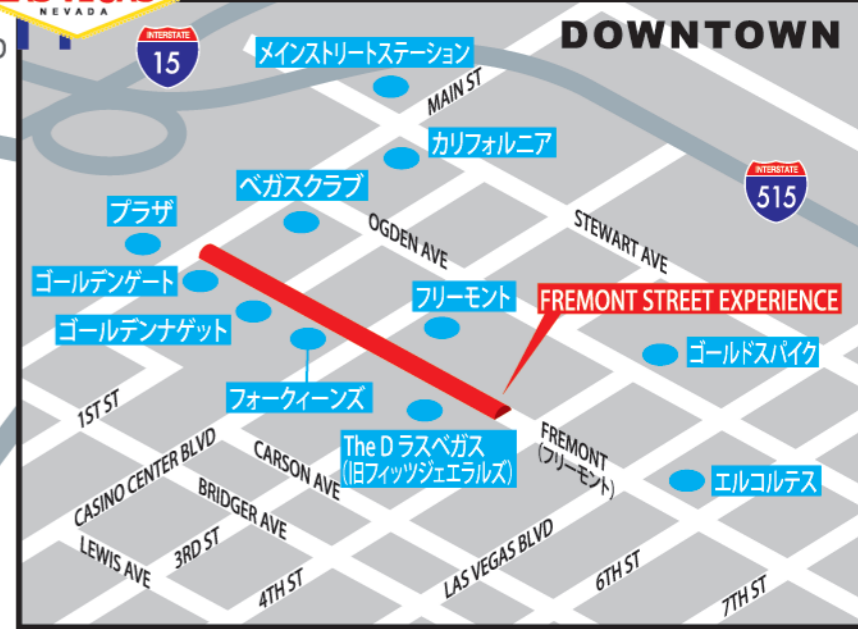 NEVADA
DOWNTOWN
INTERSTATE
15
メインストリートステーション
MAIN ST
カリフォルニア
INTERSTATE
515
ベガスクラブ
プラザ
OGDEN AVE
STEWART AVE
ゴールデンゲート
フリーモント
FREMONT STREET EXPERIENCE
ゴールデンナゲット
ゴールドスパイク
フォークィーンズ
1ST ST
The D ラスベガス
(旧フィッツジェエラルズ)
FREMONT
(フリーモント)
CASINO CENTER BLVD
CARSON AVE
エルコルテス
BRIDGER AVE
LEWIS AVE
3RD ST
4TH ST
LAS VEGAS BLVD
6TH ST
7TH ST